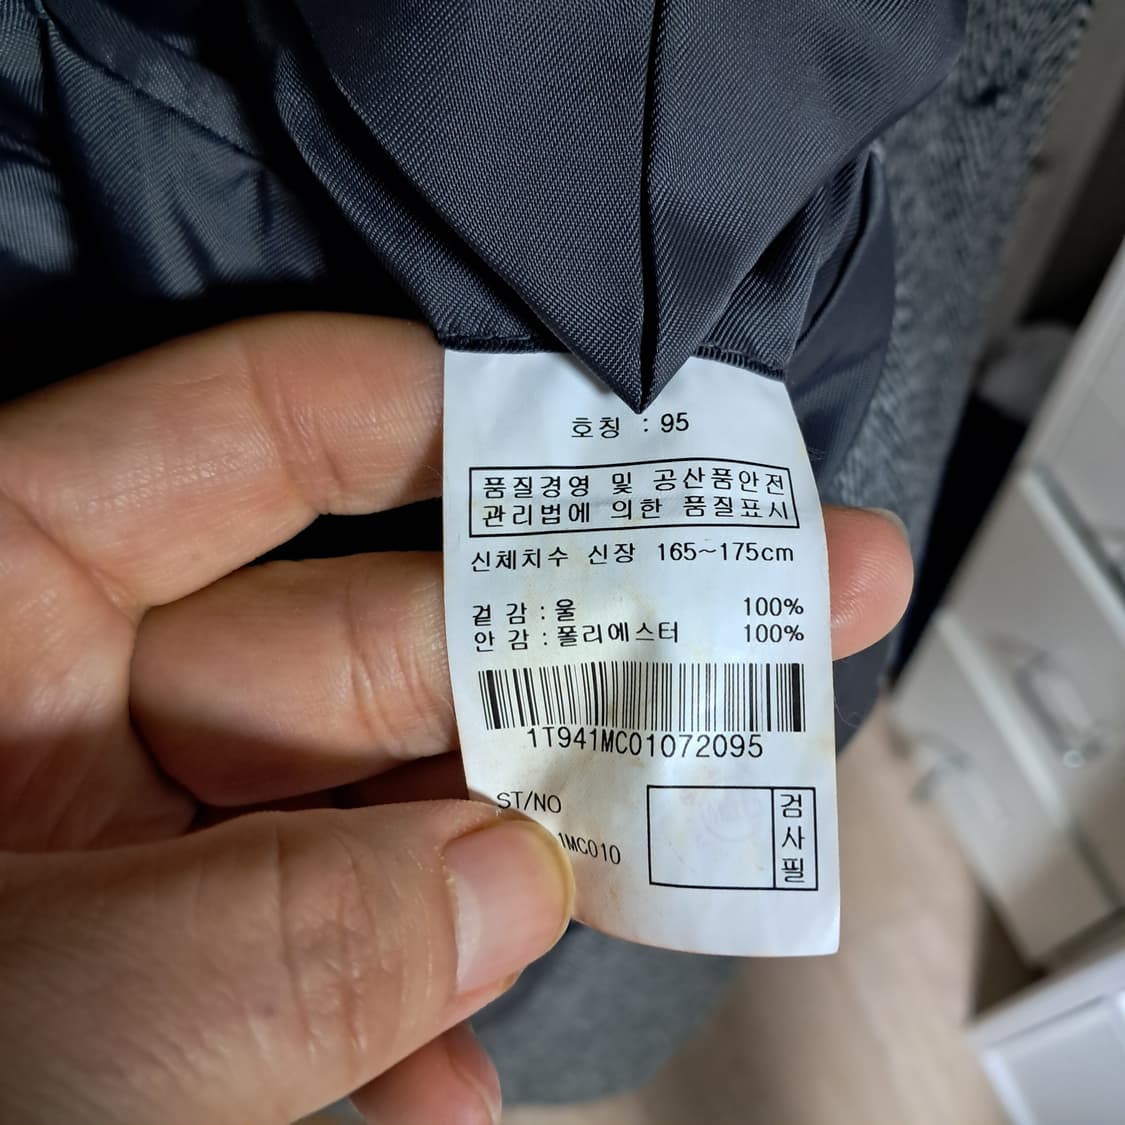 호칭 : 95
품질경영 및 공산품안전
관리법에 의한 품질표시
신체치수 신장 165~175cm
겉 감 : 울 100%
안 감 : 폴리에스터 100%
1T941MC01072095
ST/NO
1MC010
검
사
필